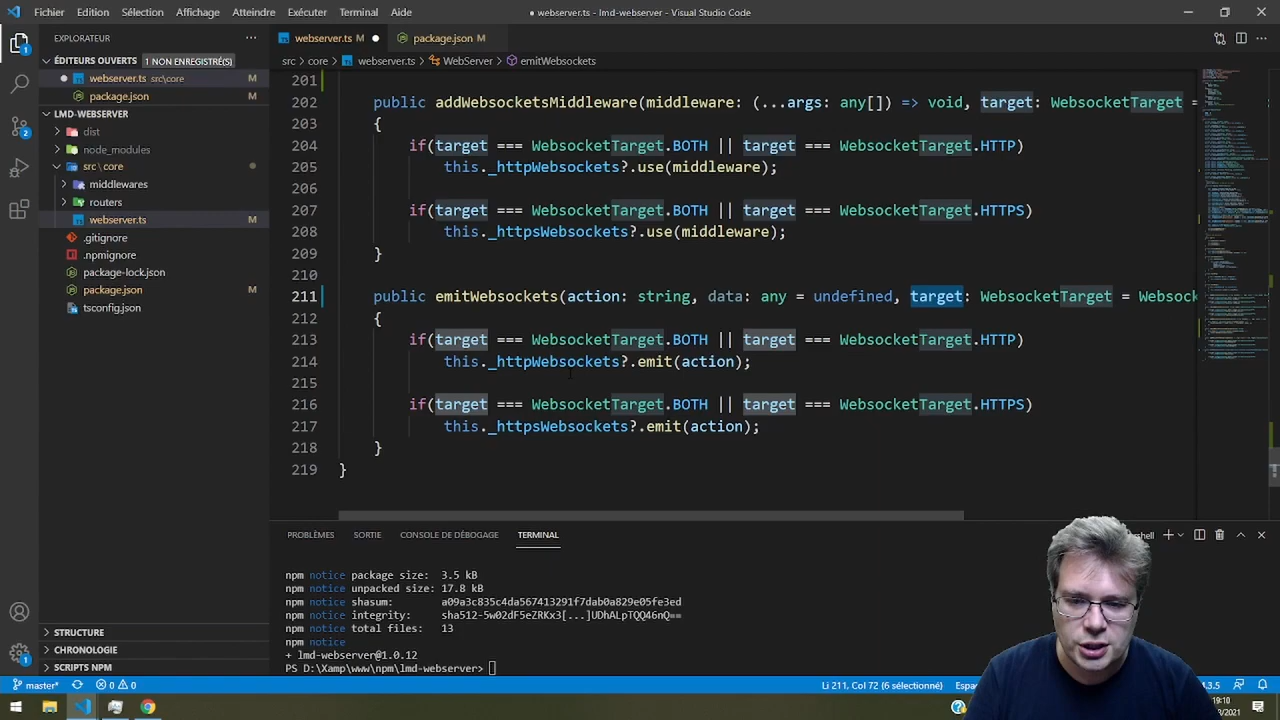 Fichier Edition Sélection Affichage Atteindre Exécuter Terminal Aide
● webserver.ts - lmd-webserver - Visual Studio Code
EXPLORATEUR
webserver.ts M
package.json M
ÉDITEURS OUVERTS 1 NON ENREGISTRÉ(S)
webserver.ts src\core M
package.json M
LMD-WEBSERVER
dist
node_modules
src\core
middlewares
routers
webserver.ts M
.gitignore
.npmignore
package-lock.json
package.json M
tsconfig.json
STRUCTURE
CHRONOLOGIE
SCRIPTS NPM
src > core > webserver.ts > WebServer > emitWebsockets
201
202 public addWebsocketsMiddleware(middleware: (...args: any[]) => void, target: WebsocketTarget =
203 {
204 if(target === WebsocketTarget.BOTH || target === WebsocketTarget.HTTP)
205 this._httpWebsockets?.use(middleware);
206
207 if(target === WebsocketTarget.BOTH || target === WebsocketTarget.HTTPS)
208 this._httpsWebsockets?.use(middleware);
209 }
210
211 public emitWebsockets(action: string, data: any = undefined, target: WebsocketTarget = Websock
212 {
213 if(target === WebsocketTarget.BOTH || target === WebsocketTarget.HTTP)
214 this._httpWebsockets?.emit(action);
215
216 if(target === WebsocketTarget.BOTH || target === WebsocketTarget.HTTPS)
217 this._httpsWebsockets?.emit(action);
218 }
219 }
PROBLÈMES SORTIE CONSOLE DE DÉBOGAGE TERMINAL
npm notice package size: 3.5 kB
npm notice unpacked size: 17.8 kB
npm notice shasum: a09a3c835c4da567413291f7dab0a829e05fe3ed
npm notice integrity: sha512-5w02dF5eZRKx3[...]UDhALpTQQ46nQ==
npm notice total files: 13
npm notice
+ lmd-webserver@1.0.12
PS D:\Xamp\www\npm\lmd-webserver>
master* 0 0 Li 211, Col 72 (6 sélectionné)
19:10